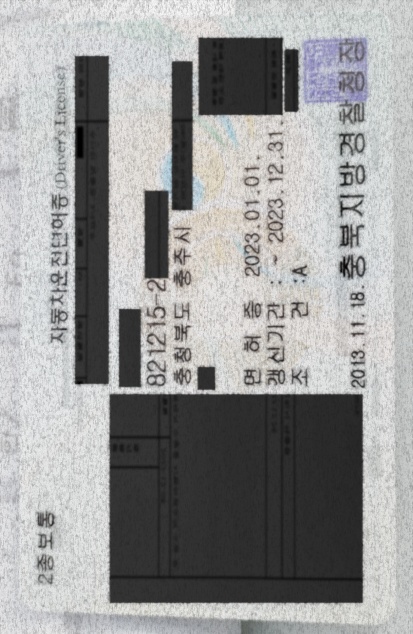 2종보통
자동차운전면허증 (Driver's License)
821215-2
충청북도 충주시
면 허 증 2023.01.01.
갱신기간 : ~ 2023.12.31.
조 건 :A
2013. 11.18. 충북지방경찰청장